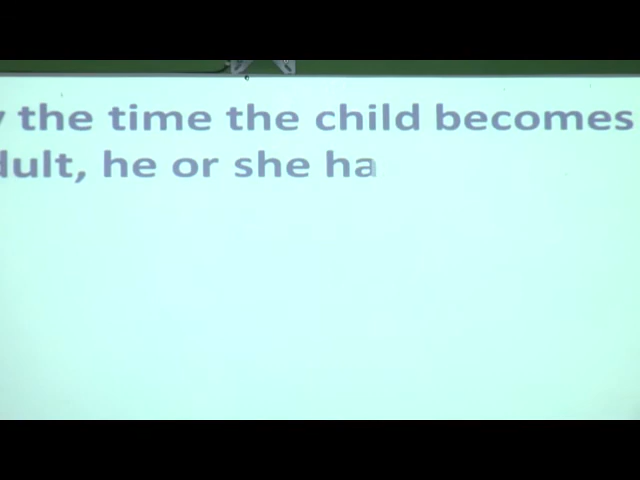 the time the child becomes
dult, he or she ha